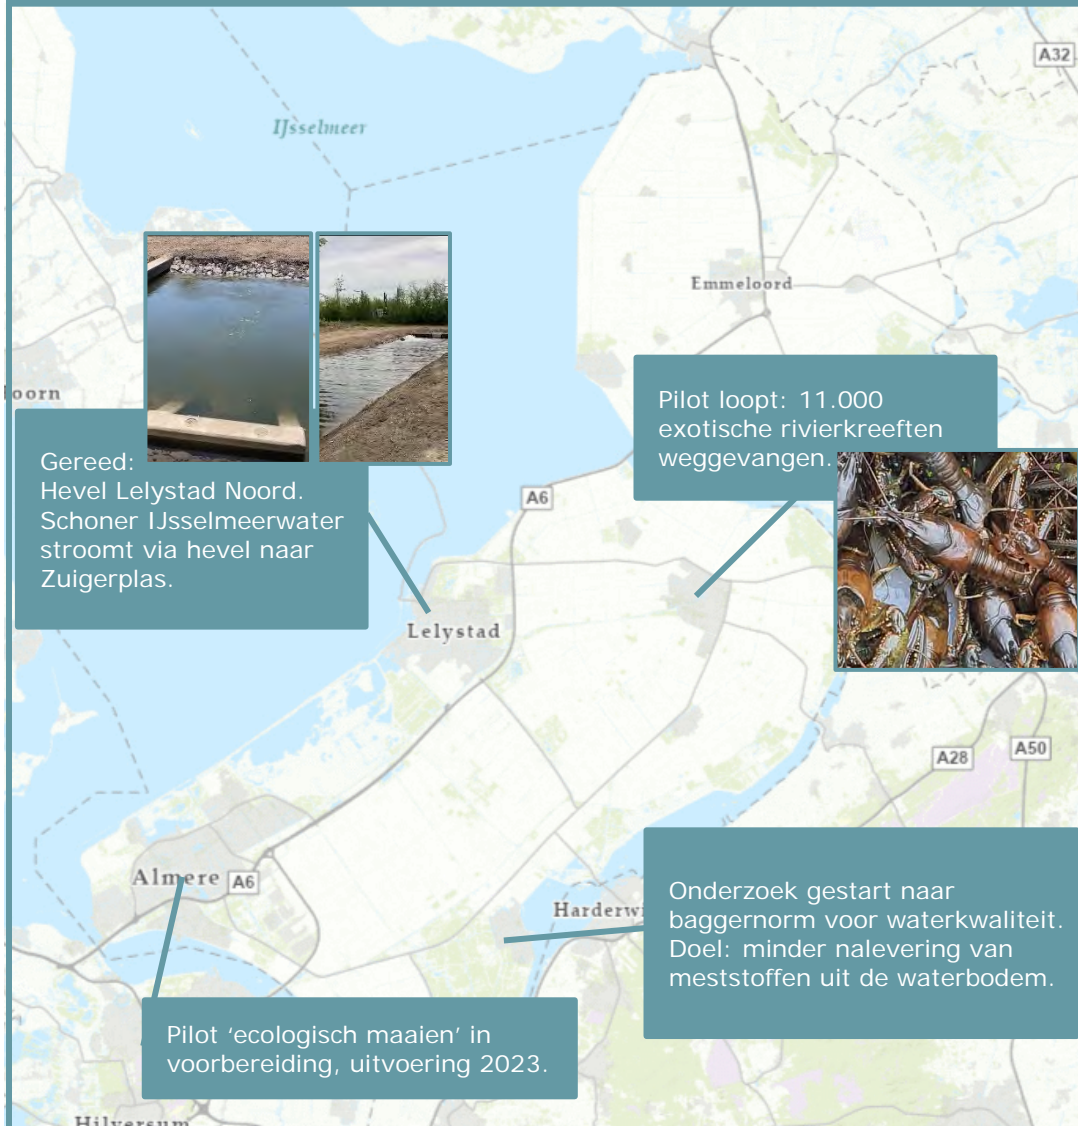 A32
IJsselmeer
Emmeloord
oorn
Pilot loopt: 11.000
exotische rivierkreeften
weggevangen.
Gereed:
Hevel Lelystad Noord.
Schoner IJsselmeerwater
stroomt via hevel naar
Zuigerplas.
A6
Lelystad
A28
A50
Almere
A6
Harderwi
Onderzoek gestart naar
baggernorm voor waterkwaliteit.
Doel: minder nalevering van
meststoffen uit de waterbodem.
Pilot ‘ecologisch maaien’ in
voorbereiding, uitvoering 2023.
Hilversum